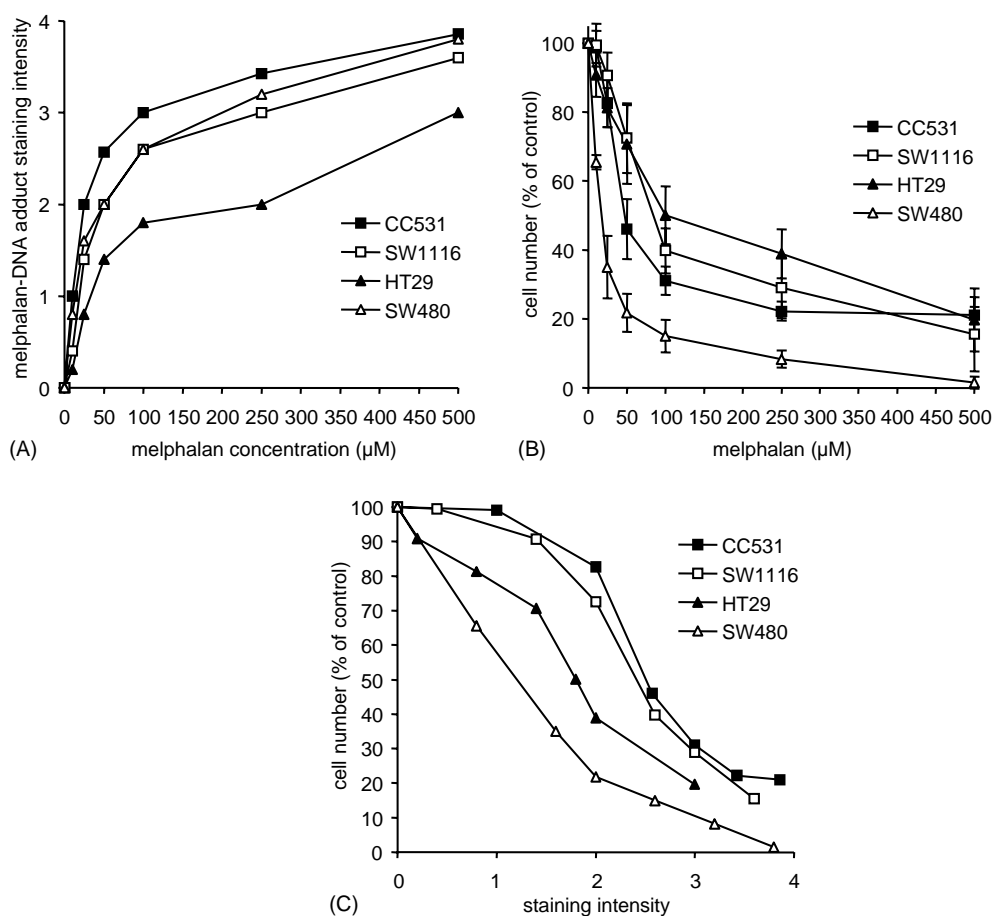 melphalan-DNA adduct staining intensity
4
3
2
1
0
0 50 100 150 200 250 300 350 400 450 500
melphalan concentration (µM)
CC531
SW1116
HT29
SW480
(A)
cell number (% of control)
100
80
60
40
20
0
0 50 100 150 200 250 300 350 400 450 500
melphalan (µM)
CC531
SW1116
HT29
SW480
(B)
cell number (% of control)
100
90
80
70
60
50
40
30
20
10
0
0 1 2 3 4
staining intensity
CC531
SW1116
HT29
SW480
(C)